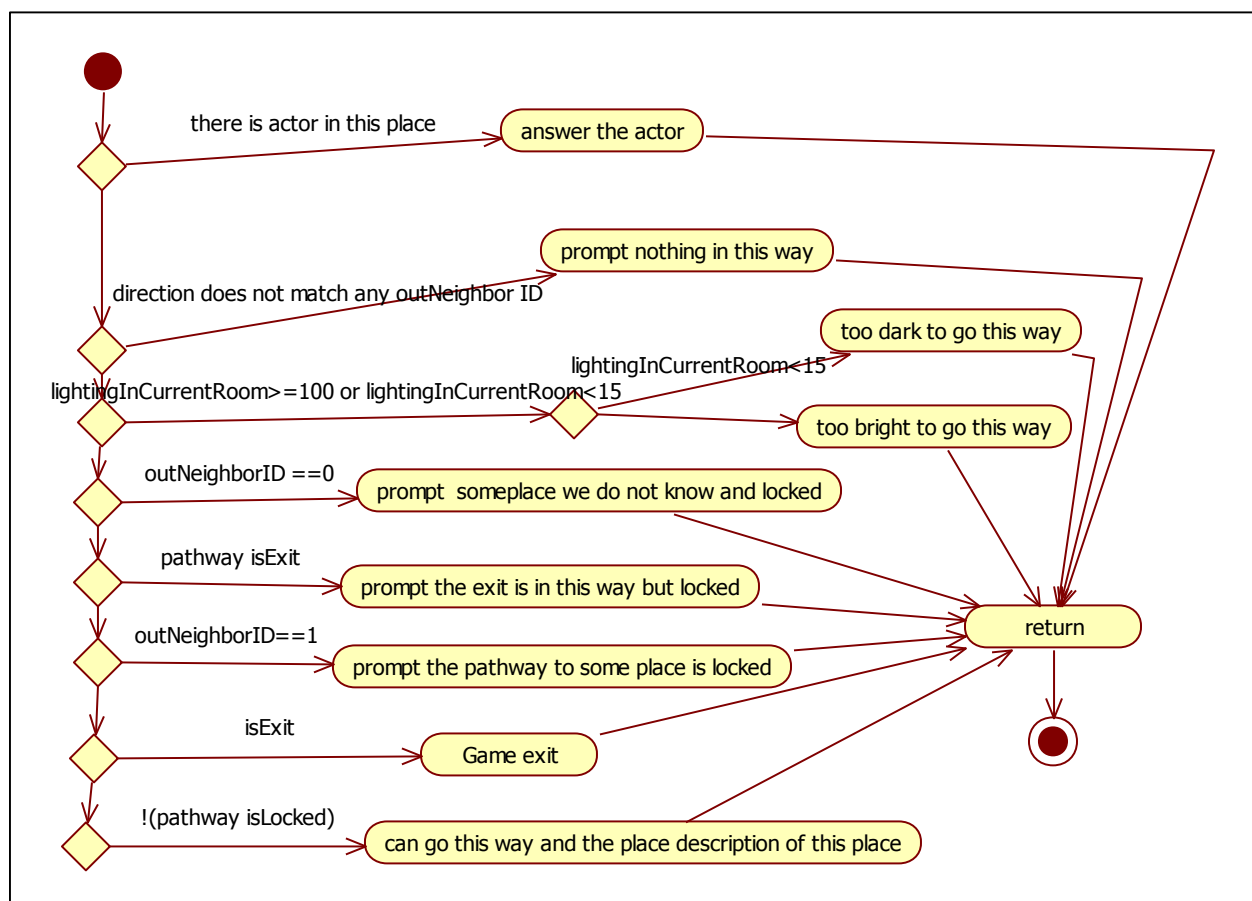 there is actor in this place
answer the actor
prompt nothing in this way
direction does not match any outNeighbor ID
too dark to go this way
lightingInCurrentRoom<15
lightingInCurrentRoom>=100 or lightingInCurrentRoom<15
too bright to go this way
outNeighborID ==0
prompt  someplace we do not know and locked
pathway isExit
prompt the exit is in this way but locked
return
outNeighborID==1
prompt the pathway to some place is locked
isExit
Game exit
!(pathway isLocked)
can go this way and the place description of this place